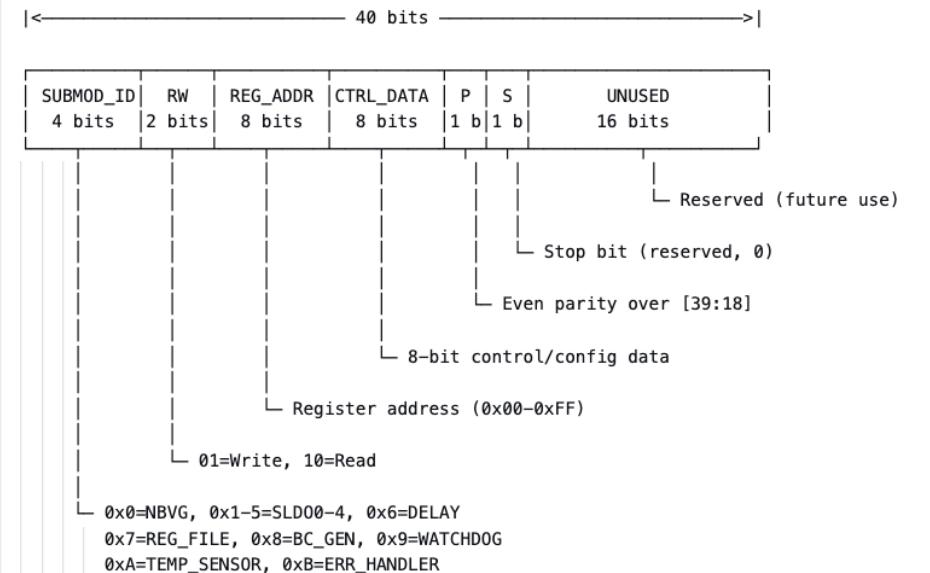 40 bits
SUBMOD_ID RW REG_ADDR CTRL_DATA P S UNUSED
4 bits 2 bits 8 bits 8 bits 1 b 1 b 16 bits
Reserved (future use)
Stop bit (reserved, 0)
Even parity over [39:18]
8-bit control/config data
Register address (0x00-0xFF)
01=Write, 10=Read
0x0=NBVG, 0x1-5=SLDO0-4, 0x6=DELAY
0x7=REG_FILE, 0x8=BC_GEN, 0x9=WATCHDOG
0xA=TEMP_SENSOR, 0xB=ERR_HANDLER